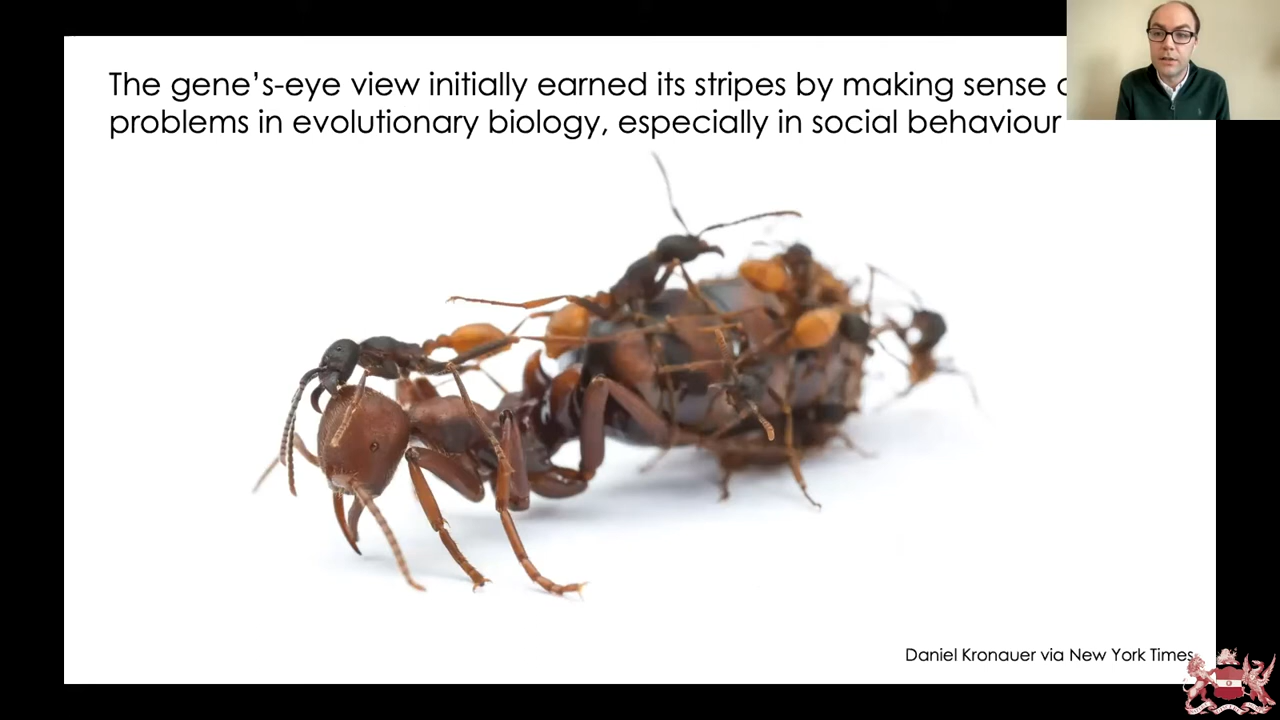 The gene's-eye view initially earned its stripes by making sense
problems in evolutionary biology, especially in social behaviour
Daniel Kronauer via New York Times